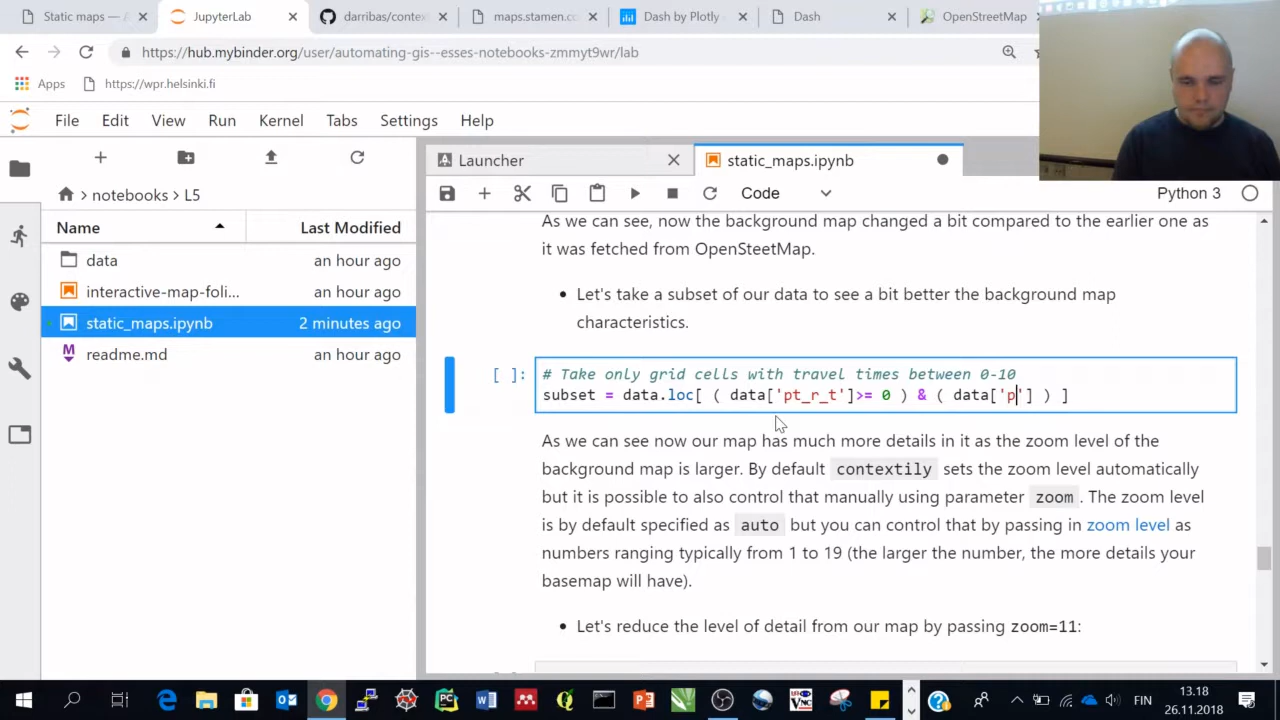 Static maps — A
JupyterLab
darribas/contex
maps.stamen.co
Dash by Plotly
Dash
OpenStreetMap
https://hub.mybinder.org/user/automating-gis--esses-notebooks-zmmyt9wr/lab
Apps
https://wpr.helsinki.fi
File Edit View Run Kernel Tabs Settings Help
Launcher
static_maps.ipynb
notebooks > L5
Code
Python 3
Name
Last Modified
data
an hour ago
interactive-map-foli...
an hour ago
static_maps.ipynb
2 minutes ago
readme.md
an hour ago
As we can see, now the background map changed a bit compared to the earlier one as
it was fetched from OpenSteetMap.
• Let's take a subset of our data to see a bit better the background map
characteristics.
[ ]:
# Take only grid cells with travel times between 0-10
subset = data.loc[ ( data['pt_r_t']>= 0 ) & ( data['p'] ) ]
As we can see now our map has much more details in it as the zoom level of the
background map is larger. By default contextily sets the zoom level automatically
but it is possible to also control that manually using parameter zoom . The zoom level
is by default specified as auto but you can control that by passing in zoom level as
numbers ranging typically from 1 to 19 (the larger the number, the more details your
basemap will have).
• Let's reduce the level of detail from our map by passing zoom=11:
FIN
13.18
26.11.2018